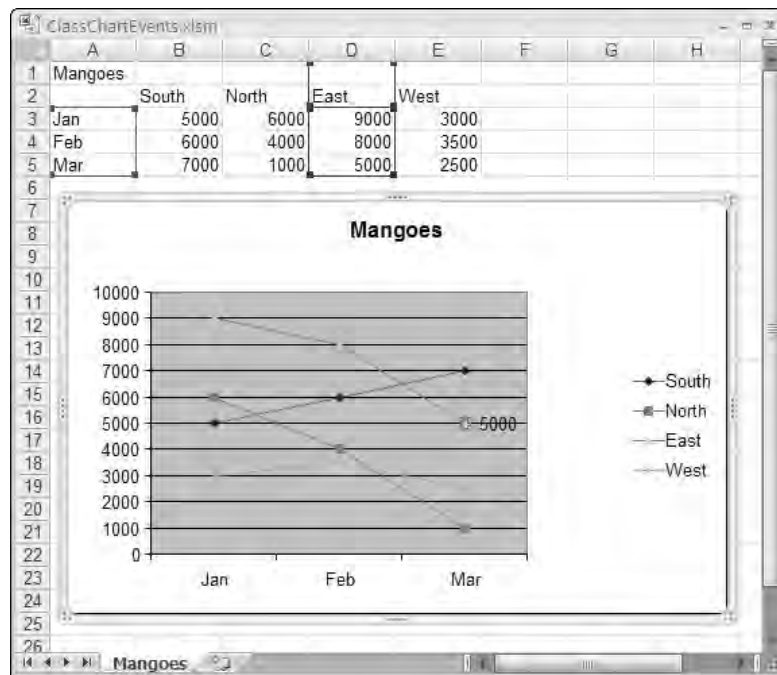 ClassChartEvents.xlsm
A B C D E F G H
1 Mangoes
2 South North East West
3 Jan 5000 6000 9000 3000
4 Feb 6000 4000 8000 3500
5 Mar 7000 1000 5000 2500
6
7
8
9
10
11
12
13
14
15
16
17
18
19
20
21
22
23
24
25
26
Mangoes
10000
9000
8000
7000
6000
5000
4000
3000
2000
1000
0
5000
Jan Feb Mar
South
North
East
West
Mangoes